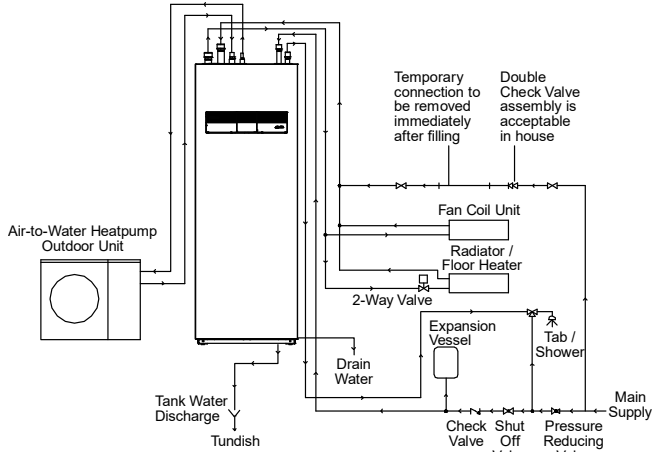 Temporary
connection to
be removed
immediately
after filling
Double
Check Valve
assembly is
acceptable
in house
Fan Coil Unit
Air-to-Water Heatpump
Outdoor Unit
Radiator /
Floor Heater
2-Way Valve
Expansion
Vessel
Tab /
Shower
Drain
Water
Tank Water
Discharge
Tundish
Main
Supply
Check
Valve
Shut
Off
Pressure
Reducing